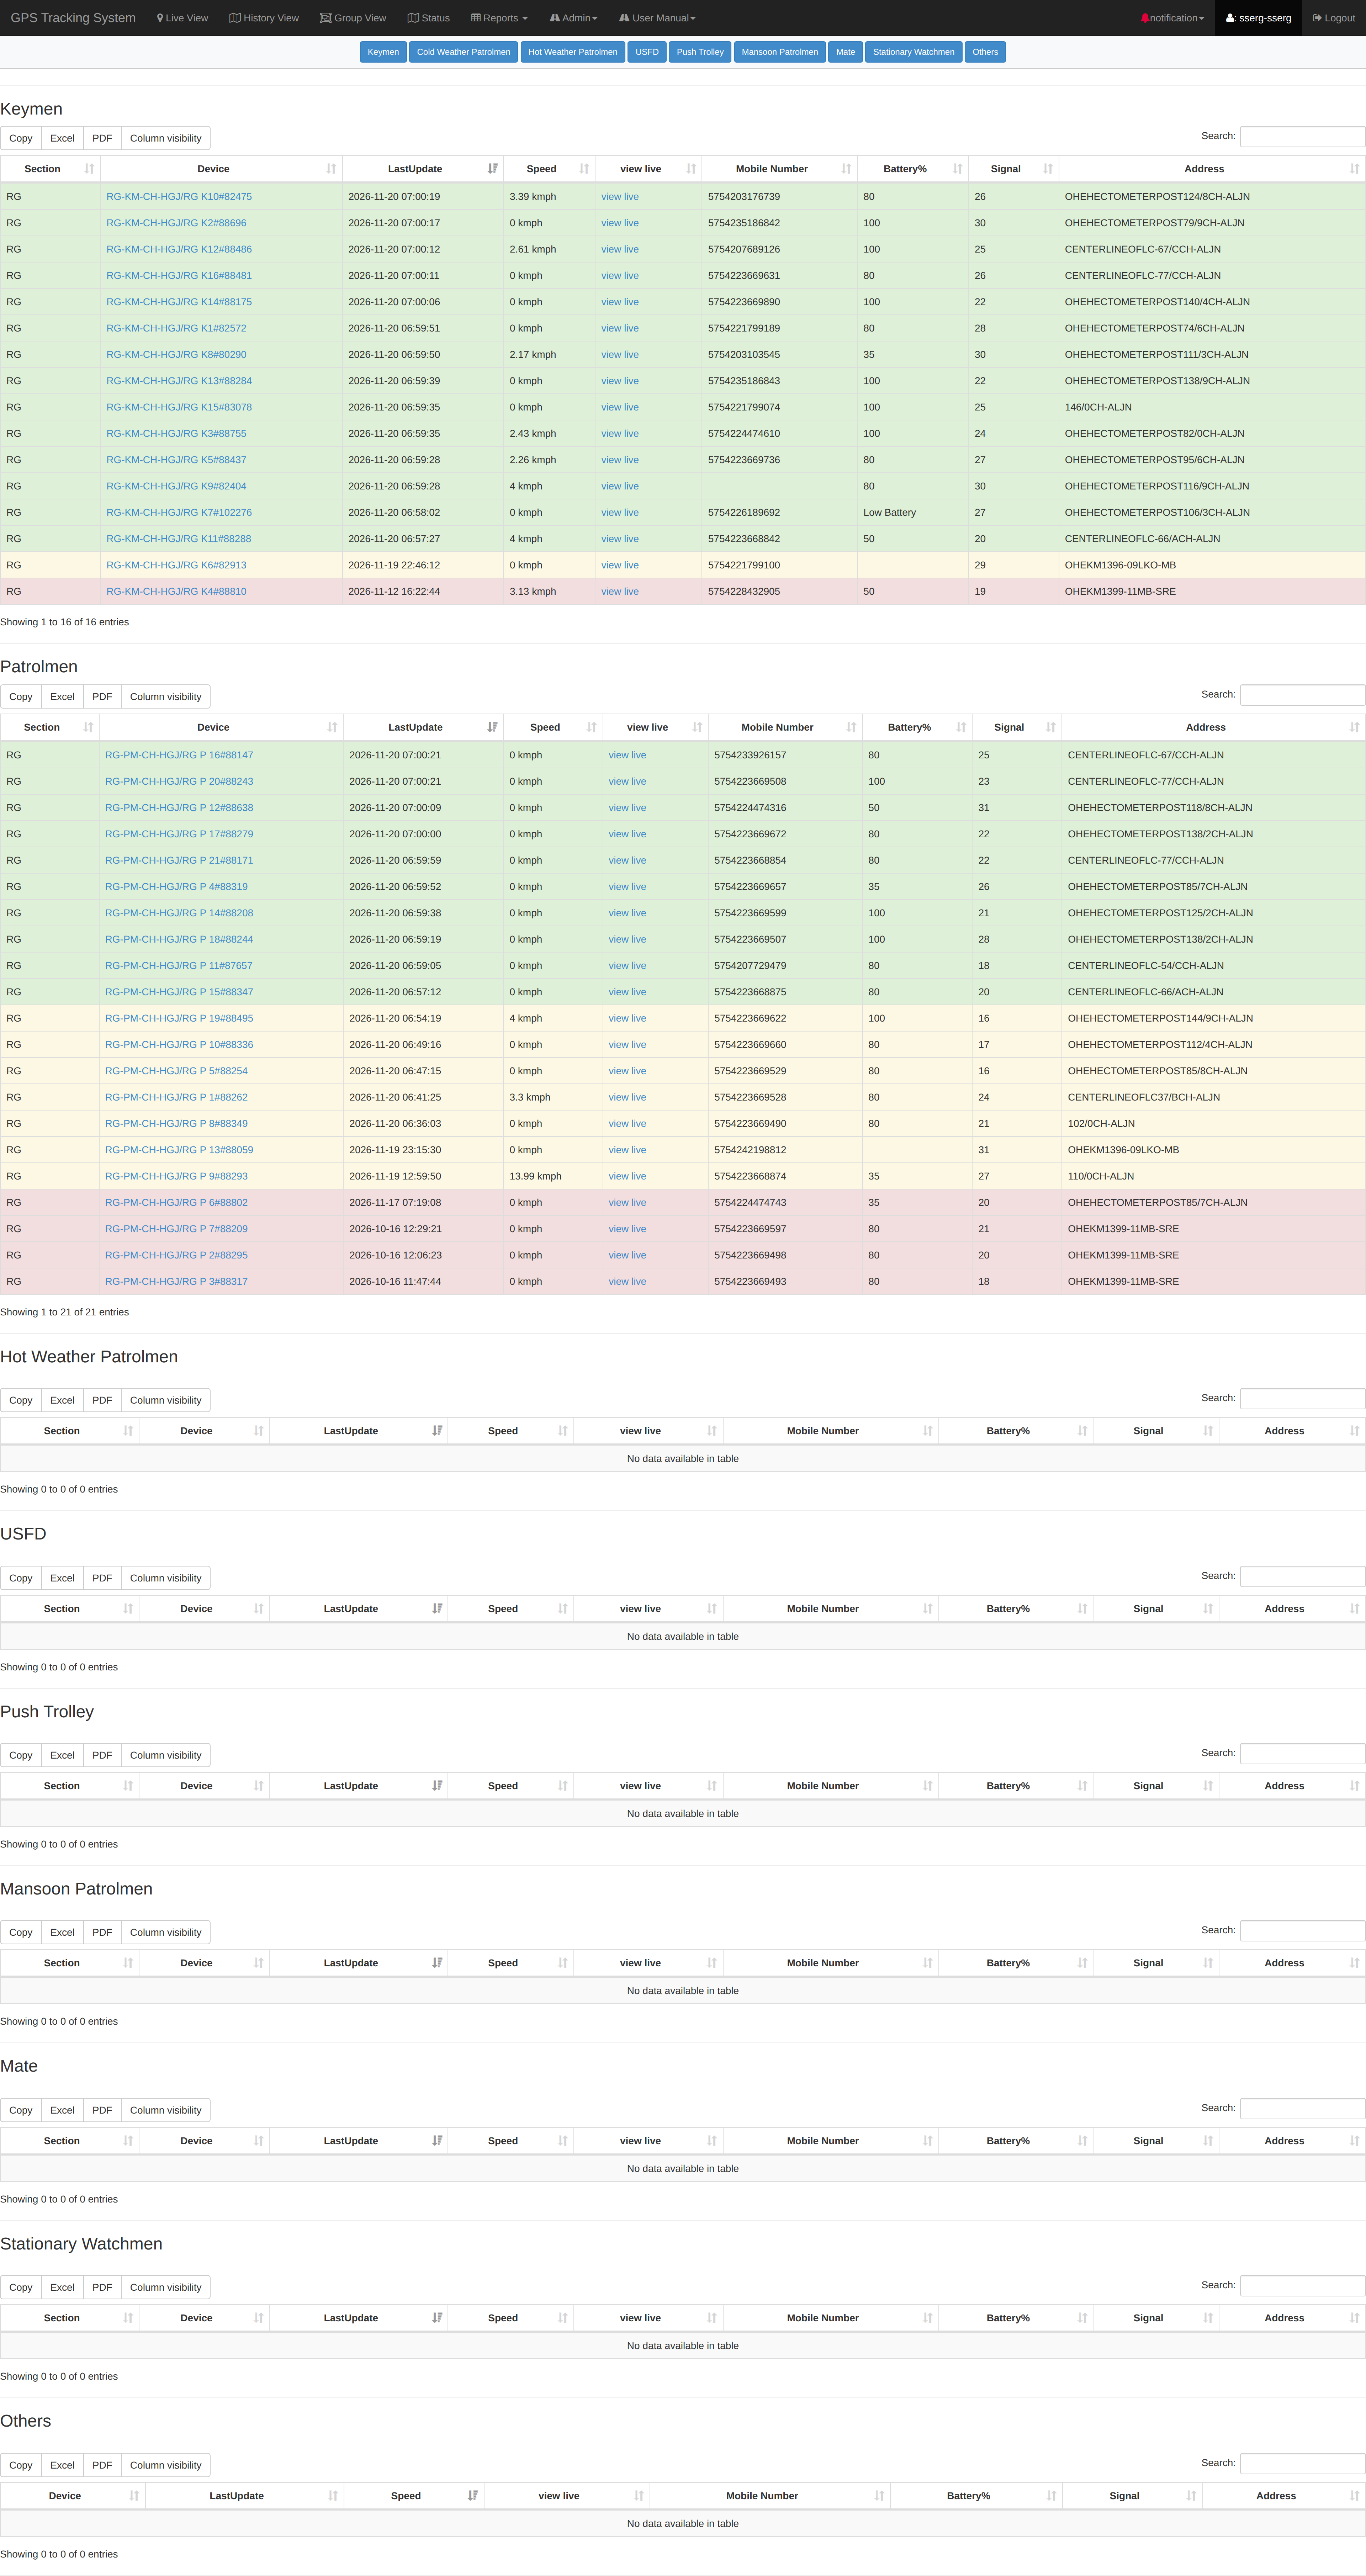 GPS Tracking System Live View History View Group View Status Reports Admin User Manual notification : sserg-sserg Logout
Keymen Cold Weather Patrolmen Hot Weather Patrolmen USFD Push Trolley Mansoon Patrolmen Mate Stationary Watchmen Others
Keymen
Copy Excel PDF Column visibility Search:
Section Device LastUpdate Speed view live Mobile Number Battery% Signal Address
RG RG-KM-CH-HGJ/RG K10#82475 2026-11-20 07:00:19 3.39 kmph view live 5754203176739 80 26 OHEHECTOMETERPOST124/8CH-ALJN
RG RG-KM-CH-HGJ/RG K2#88696 2026-11-20 07:00:17 0 kmph view live 5754235186842 100 30 OHEHECTOMETERPOST79/9CH-ALJN
RG RG-KM-CH-HGJ/RG K12#88486 2026-11-20 07:00:12 2.61 kmph view live 5754207689126 100 25 CENTERLINEOFLC-67/CCH-ALJN
RG RG-KM-CH-HGJ/RG K16#88481 2026-11-20 07:00:11 0 kmph view live 5754223669631 80 26 CENTERLINEOFLC-77/CCH-ALJN
RG RG-KM-CH-HGJ/RG K14#88175 2026-11-20 07:00:06 0 kmph view live 5754223669890 100 22 OHEHECTOMETERPOST140/4CH-ALJN
RG RG-KM-CH-HGJ/RG K1#82572 2026-11-20 06:59:51 0 kmph view live 5754221799189 80 28 OHEHECTOMETERPOST74/6CH-ALJN
RG RG-KM-CH-HGJ/RG K8#80290 2026-11-20 06:59:50 2.17 kmph view live 5754203103545 35 30 OHEHECTOMETERPOST111/3CH-ALJN
RG RG-KM-CH-HGJ/RG K13#88284 2026-11-20 06:59:39 0 kmph view live 5754235186843 100 22 OHEHECTOMETERPOST138/9CH-ALJN
RG RG-KM-CH-HGJ/RG K15#83078 2026-11-20 06:59:35 0 kmph view live 5754221799074 100 25 146/0CH-ALJN
RG RG-KM-CH-HGJ/RG K3#88755 2026-11-20 06:59:35 2.43 kmph view live 5754224474610 100 24 OHEHECTOMETERPOST82/0CH-ALJN
RG RG-KM-CH-HGJ/RG K5#88437 2026-11-20 06:59:28 2.26 kmph view live 5754223669736 80 27 OHEHECTOMETERPOST95/6CH-ALJN
RG RG-KM-CH-HGJ/RG K9#82404 2026-11-20 06:59:28 4 kmph view live 80 30 OHEHECTOMETERPOST116/9CH-ALJN
RG RG-KM-CH-HGJ/RG K7#102276 2026-11-20 06:58:02 0 kmph view live 5754226189692 Low Battery 27 OHEHECTOMETERPOST106/3CH-ALJN
RG RG-KM-CH-HGJ/RG K11#88288 2026-11-20 06:57:27 4 kmph view live 5754223668842 50 20 CENTERLINEOFLC-66/ACH-ALJN
RG RG-KM-CH-HGJ/RG K6#82913 2026-11-19 22:46:12 0 kmph view live 5754221799100 29 OHEKM1396-09LKO-MB
RG RG-KM-CH-HGJ/RG K4#88810 2026-11-12 16:22:44 3.13 kmph view live 5754228432905 50 19 OHEKM1399-11MB-SRE
Showing 1 to 16 of 16 entries
Patrolmen
Copy Excel PDF Column visibility Search:
Section Device LastUpdate Speed view live Mobile Number Battery% Signal Address
RG RG-PM-CH-HGJ/RG P 16#88147 2026-11-20 07:00:21 0 kmph view live 5754233926157 80 25 CENTERLINEOFLC-67/CCH-ALJN
RG RG-PM-CH-HGJ/RG P 20#88243 2026-11-20 07:00:21 0 kmph view live 5754223669508 100 23 CENTERLINEOFLC-77/CCH-ALJN
RG RG-PM-CH-HGJ/RG P 12#88638 2026-11-20 07:00:09 0 kmph view live 5754224474316 50 31 OHEHECTOMETERPOST118/8CH-ALJN
RG RG-PM-CH-HGJ/RG P 17#88279 2026-11-20 07:00:00 0 kmph view live 5754223669672 80 22 OHEHECTOMETERPOST138/2CH-ALJN
RG RG-PM-CH-HGJ/RG P 21#88171 2026-11-20 06:59:59 0 kmph view live 5754223668854 80 22 CENTERLINEOFLC-77/CCH-ALJN
RG RG-PM-CH-HGJ/RG P 4#88319 2026-11-20 06:59:52 0 kmph view live 5754223669657 35 26 OHEHECTOMETERPOST85/7CH-ALJN
RG RG-PM-CH-HGJ/RG P 14#88208 2026-11-20 06:59:38 0 kmph view live 5754223669599 100 21 OHEHECTOMETERPOST125/2CH-ALJN
RG RG-PM-CH-HGJ/RG P 18#88244 2026-11-20 06:59:19 0 kmph view live 5754223669507 100 28 OHEHECTOMETERPOST138/2CH-ALJN
RG RG-PM-CH-HGJ/RG P 11#87657 2026-11-20 06:59:05 0 kmph view live 5754207729479 80 18 CENTERLINEOFLC-54/CCH-ALJN
RG RG-PM-CH-HGJ/RG P 15#88347 2026-11-20 06:57:12 0 kmph view live 5754223668875 80 20 CENTERLINEOFLC-66/ACH-ALJN
RG RG-PM-CH-HGJ/RG P 19#88495 2026-11-20 06:54:19 4 kmph view live 5754223669622 100 16 OHEHECTOMETERPOST144/9CH-ALJN
RG RG-PM-CH-HGJ/RG P 10#88336 2026-11-20 06:49:16 0 kmph view live 5754223669660 80 17 OHEHECTOMETERPOST112/4CH-ALJN
RG RG-PM-CH-HGJ/RG P 5#88254 2026-11-20 06:47:15 0 kmph view live 5754223669529 80 16 OHEHECTOMETERPOST85/8CH-ALJN
RG RG-PM-CH-HGJ/RG P 1#88262 2026-11-20 06:41:25 3.3 kmph view live 5754223669528 80 24 CENTERLINEOFLC37/BCH-ALJN
RG RG-PM-CH-HGJ/RG P 8#88349 2026-11-20 06:36:03 0 kmph view live 5754223669490 80 21 102/0CH-ALJN
RG RG-PM-CH-HGJ/RG P 13#88059 2026-11-19 23:15:30 0 kmph view live 5754242198812 31 OHEKM1396-09LKO-MB
RG RG-PM-CH-HGJ/RG P 9#88293 2026-11-19 12:59:50 13.99 kmph view live 5754223668874 35 27 110/0CH-ALJN
RG RG-PM-CH-HGJ/RG P 6#88802 2026-11-17 07:19:08 0 kmph view live 5754224474743 35 20 OHEHECTOMETERPOST85/7CH-ALJN
RG RG-PM-CH-HGJ/RG P 7#88209 2026-10-16 12:29:21 0 kmph view live 5754223669597 80 21 OHEKM1399-11MB-SRE
RG RG-PM-CH-HGJ/RG P 2#88295 2026-10-16 12:06:23 0 kmph view live 5754223669498 80 20 OHEKM1399-11MB-SRE
RG RG-PM-CH-HGJ/RG P 3#88317 2026-10-16 11:47:44 0 kmph view live 5754223669493 80 18 OHEKM1399-11MB-SRE
Showing 1 to 21 of 21 entries
Hot Weather Patrolmen
Copy Excel PDF Column visibility Search:
Section Device LastUpdate Speed view live Mobile Number Battery% Signal Address
No data available in table
Showing 0 to 0 of 0 entries
USFD
Copy Excel PDF Column visibility Search:
Section Device LastUpdate Speed view live Mobile Number Battery% Signal Address
No data available in table
Showing 0 to 0 of 0 entries
Push Trolley
Copy Excel PDF Column visibility Search:
Section Device LastUpdate Speed view live Mobile Number Battery% Signal Address
No data available in table
Showing 0 to 0 of 0 entries
Mansoon Patrolmen
Copy Excel PDF Column visibility Search:
Section Device LastUpdate Speed view live Mobile Number Battery% Signal Address
No data available in table
Showing 0 to 0 of 0 entries
Mate
Copy Excel PDF Column visibility Search:
Section Device LastUpdate Speed view live Mobile Number Battery% Signal Address
No data available in table
Showing 0 to 0 of 0 entries
Stationary Watchmen
Copy Excel PDF Column visibility Search:
Section Device LastUpdate Speed view live Mobile Number Battery% Signal Address
No data available in table
Showing 0 to 0 of 0 entries
Others
Copy Excel PDF Column visibility Search:
Device LastUpdate Speed view live Mobile Number Battery% Signal Address
No data available in table
Showing 0 to 0 of 0 entries